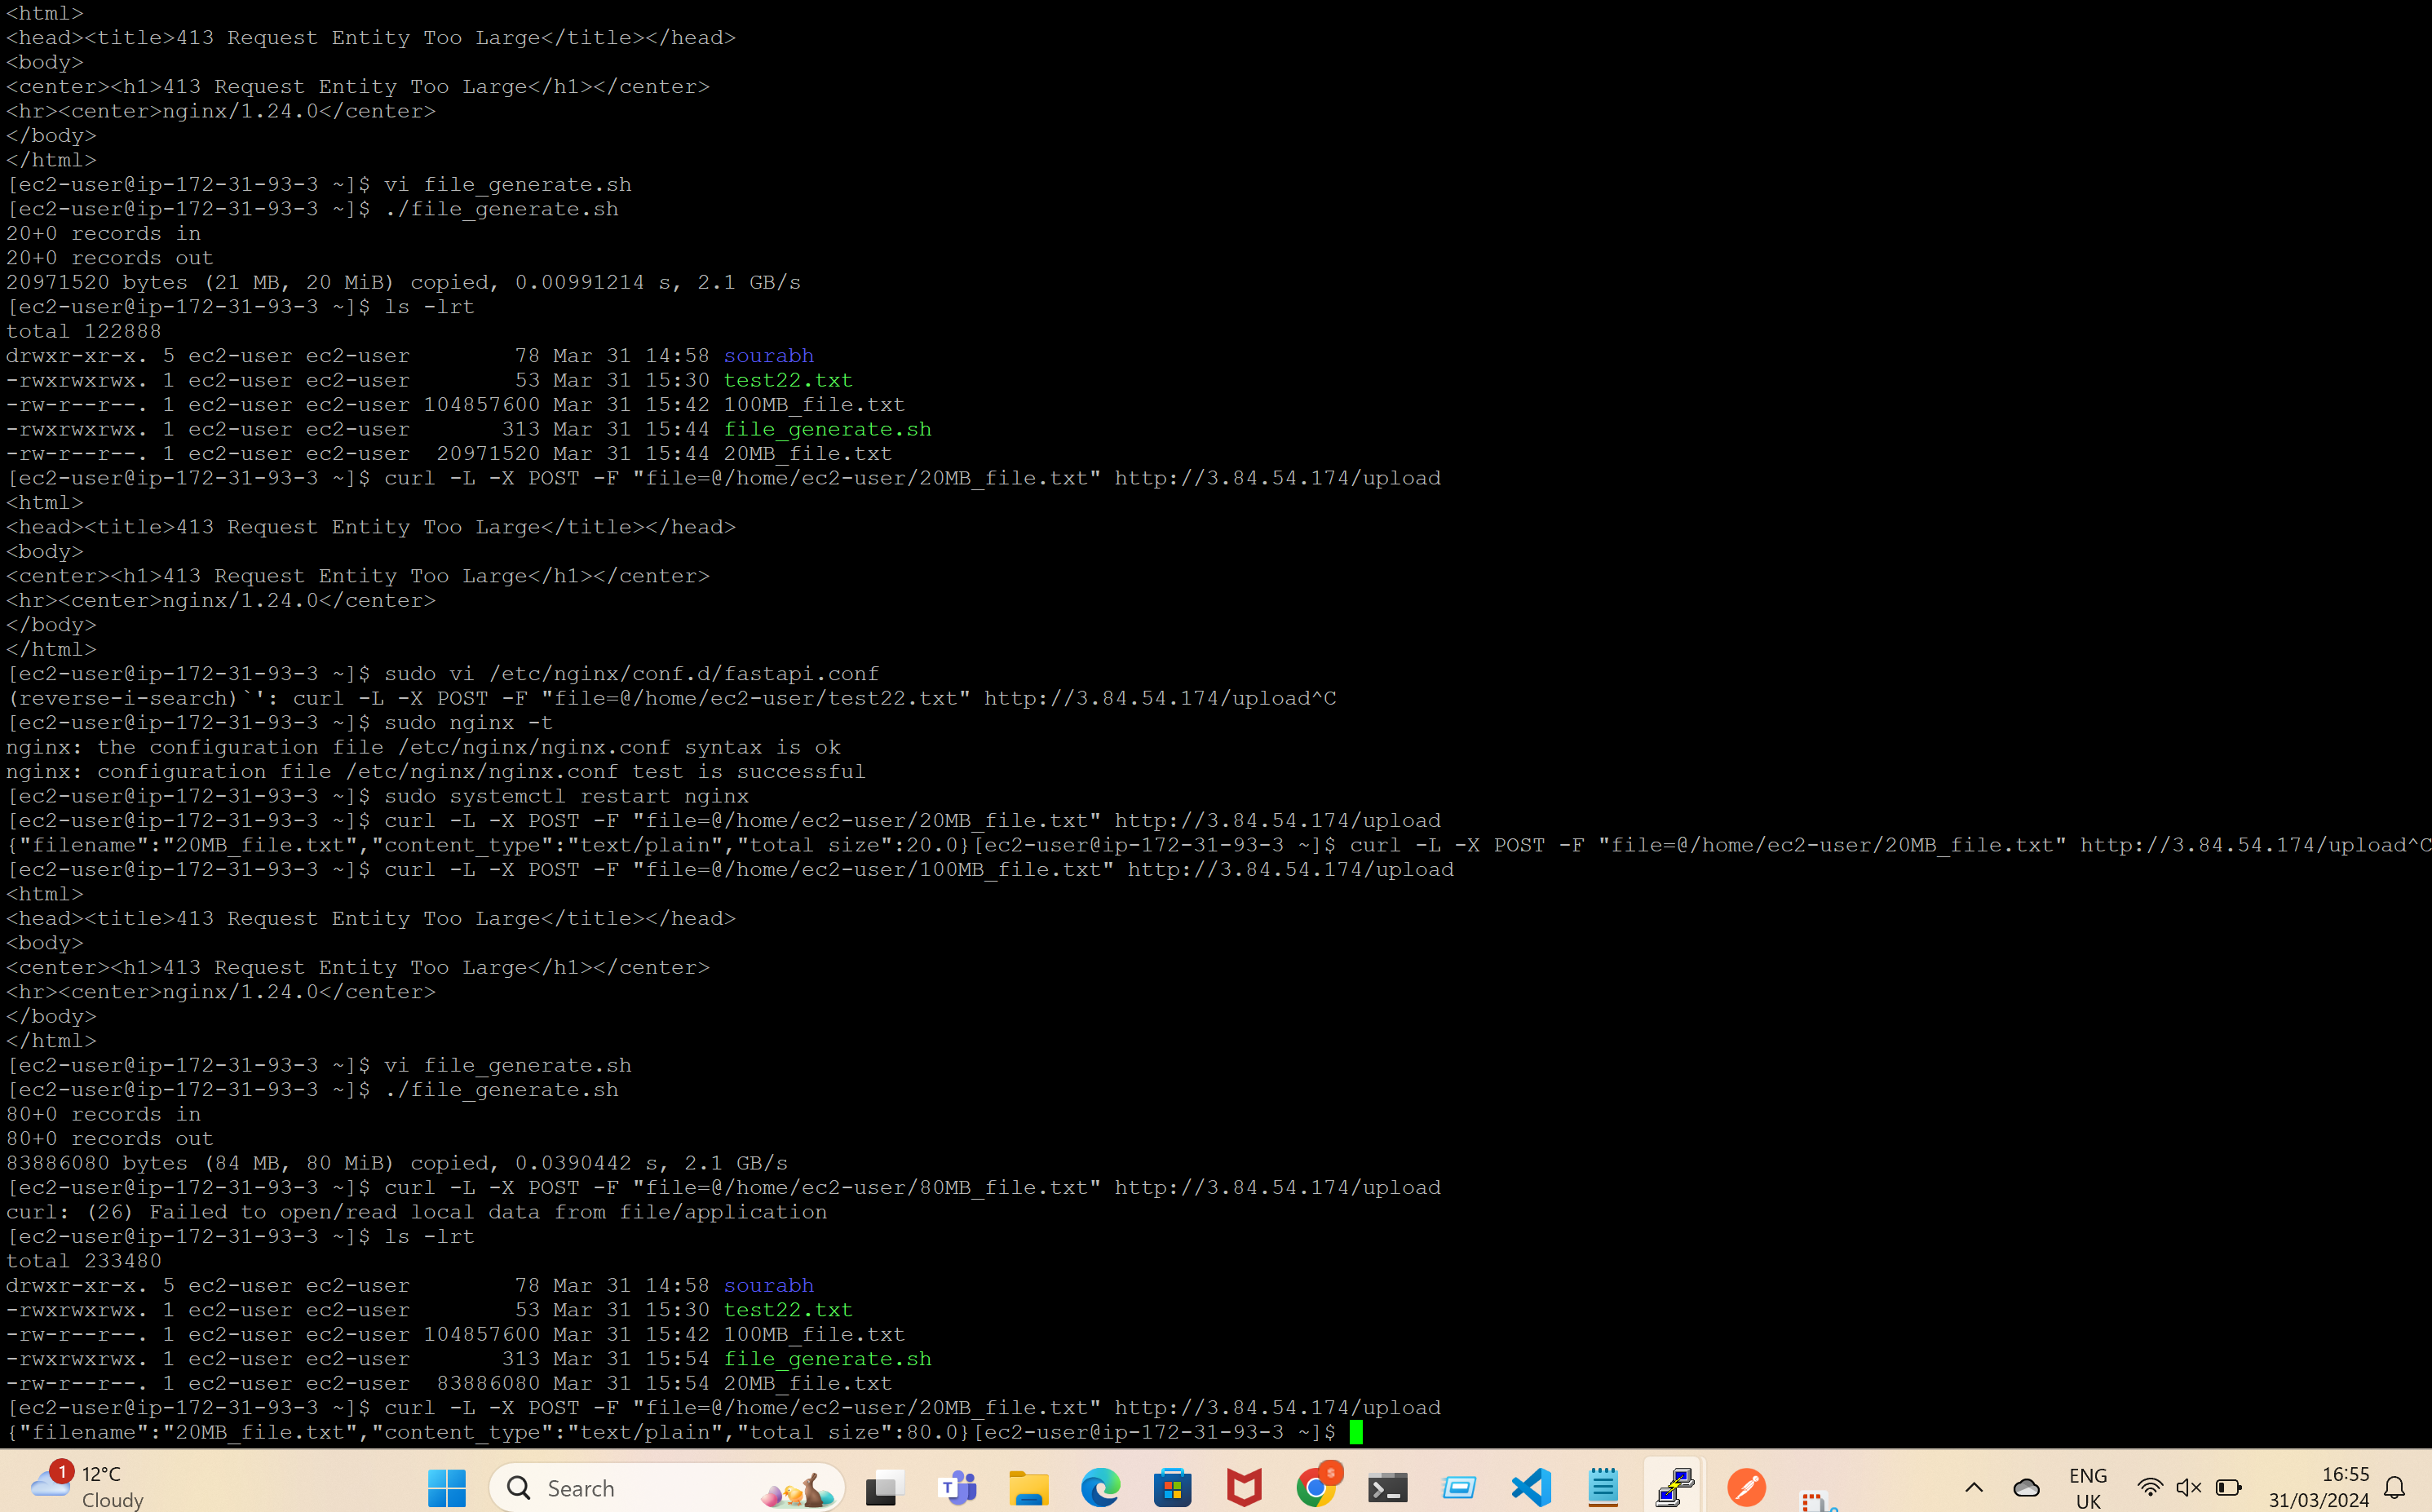 <html>
<head><title>413 Request Entity Too Large</title></head>
<body>
<center><h1>413 Request Entity Too Large</h1></center>
<hr><center>nginx/1.24.0</center>
</body>
</html>
[ec2-user@ip-172-31-93-3 ~]$ vi file_generate.sh
[ec2-user@ip-172-31-93-3 ~]$ ./file_generate.sh
20+0 records in
20+0 records out
20971520 bytes (21 MB, 20 MiB) copied, 0.00991214 s, 2.1 GB/s
[ec2-user@ip-172-31-93-3 ~]$ ls -lrt
total 122888
drwxr-xr-x. 5 ec2-user ec2-user        78 Mar 31 14:58 sourabh
-rwxrwxrwx. 1 ec2-user ec2-user        53 Mar 31 15:30 test22.txt
-rw-r--r--. 1 ec2-user ec2-user 104857600 Mar 31 15:42 100MB_file.txt
-rwxrwxrwx. 1 ec2-user ec2-user       313 Mar 31 15:44 file_generate.sh
-rw-r--r--. 1 ec2-user ec2-user  20971520 Mar 31 15:44 20MB_file.txt
[ec2-user@ip-172-31-93-3 ~]$ curl -L -X POST -F "file=@/home/ec2-user/20MB_file.txt" http://3.84.54.174/upload
<html>
<head><title>413 Request Entity Too Large</title></head>
<body>
<center><h1>413 Request Entity Too Large</h1></center>
<hr><center>nginx/1.24.0</center>
</body>
</html>
[ec2-user@ip-172-31-93-3 ~]$ sudo vi /etc/nginx/conf.d/fastapi.conf
(reverse-i-search)`': curl -L -X POST -F "file=@/home/ec2-user/test22.txt" http://3.84.54.174/upload^C
[ec2-user@ip-172-31-93-3 ~]$ sudo nginx -t
nginx: the configuration file /etc/nginx/nginx.conf syntax is ok
nginx: configuration file /etc/nginx/nginx.conf test is successful
[ec2-user@ip-172-31-93-3 ~]$ sudo systemctl restart nginx
[ec2-user@ip-172-31-93-3 ~]$ curl -L -X POST -F "file=@/home/ec2-user/20MB_file.txt" http://3.84.54.174/upload
{"filename":"20MB_file.txt","content_type":"text/plain","total size":20.0}[ec2-user@ip-172-31-93-3 ~]$ curl -L -X POST -F "file=@/home/ec2-user/20MB_file.txt" http://3.84.54.174/upload^C
[ec2-user@ip-172-31-93-3 ~]$ curl -L -X POST -F "file=@/home/ec2-user/100MB_file.txt" http://3.84.54.174/upload
<html>
<head><title>413 Request Entity Too Large</title></head>
<body>
<center><h1>413 Request Entity Too Large</h1></center>
<hr><center>nginx/1.24.0</center>
</body>
</html>
[ec2-user@ip-172-31-93-3 ~]$ vi file_generate.sh
[ec2-user@ip-172-31-93-3 ~]$ ./file_generate.sh
80+0 records in
80+0 records out
83886080 bytes (84 MB, 80 MiB) copied, 0.0390442 s, 2.1 GB/s
[ec2-user@ip-172-31-93-3 ~]$ curl -L -X POST -F "file=@/home/ec2-user/80MB_file.txt" http://3.84.54.174/upload
curl: (26) Failed to open/read local data from file/application
[ec2-user@ip-172-31-93-3 ~]$ ls -lrt
total 233480
drwxr-xr-x. 5 ec2-user ec2-user        78 Mar 31 14:58 sourabh
-rwxrwxrwx. 1 ec2-user ec2-user        53 Mar 31 15:30 test22.txt
-rw-r--r--. 1 ec2-user ec2-user 104857600 Mar 31 15:42 100MB_file.txt
-rwxrwxrwx. 1 ec2-user ec2-user       313 Mar 31 15:54 file_generate.sh
-rw-r--r--. 1 ec2-user ec2-user  83886080 Mar 31 15:54 20MB_file.txt
[ec2-user@ip-172-31-93-3 ~]$ curl -L -X POST -F "file=@/home/ec2-user/20MB_file.txt" http://3.84.54.174/upload
{"filename":"20MB_file.txt","content_type":"text/plain","total size":80.0}[ec2-user@ip-172-31-93-3 ~]$
1 12°C
Cloudy
Search
ENG
UK
16:55
31/03/2024